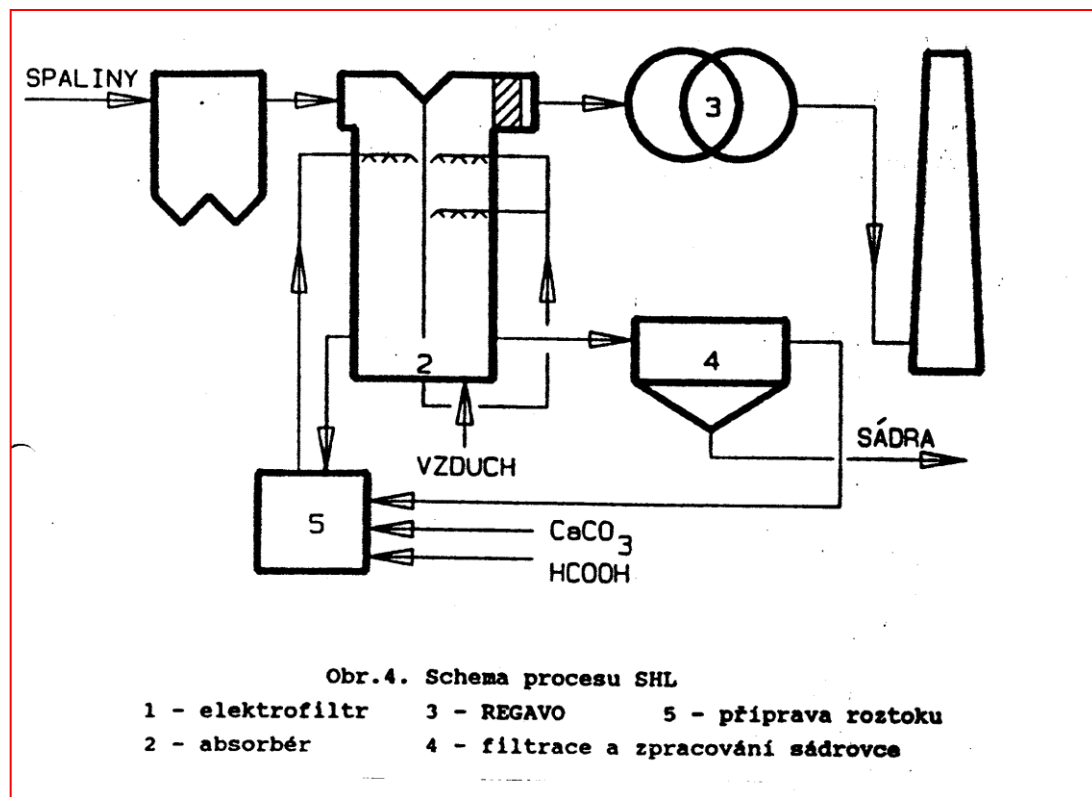 SPALINY
3
2
4
VZDUCH
SÁDRA
5
CaCO3
HCOOH
Obr.4. Schema procesu SHL
1 - elektrofiltr 3 - REGAVO 5 - příprava roztoku
2 - absorbér 4 - filtrace a zpracování sádrovce